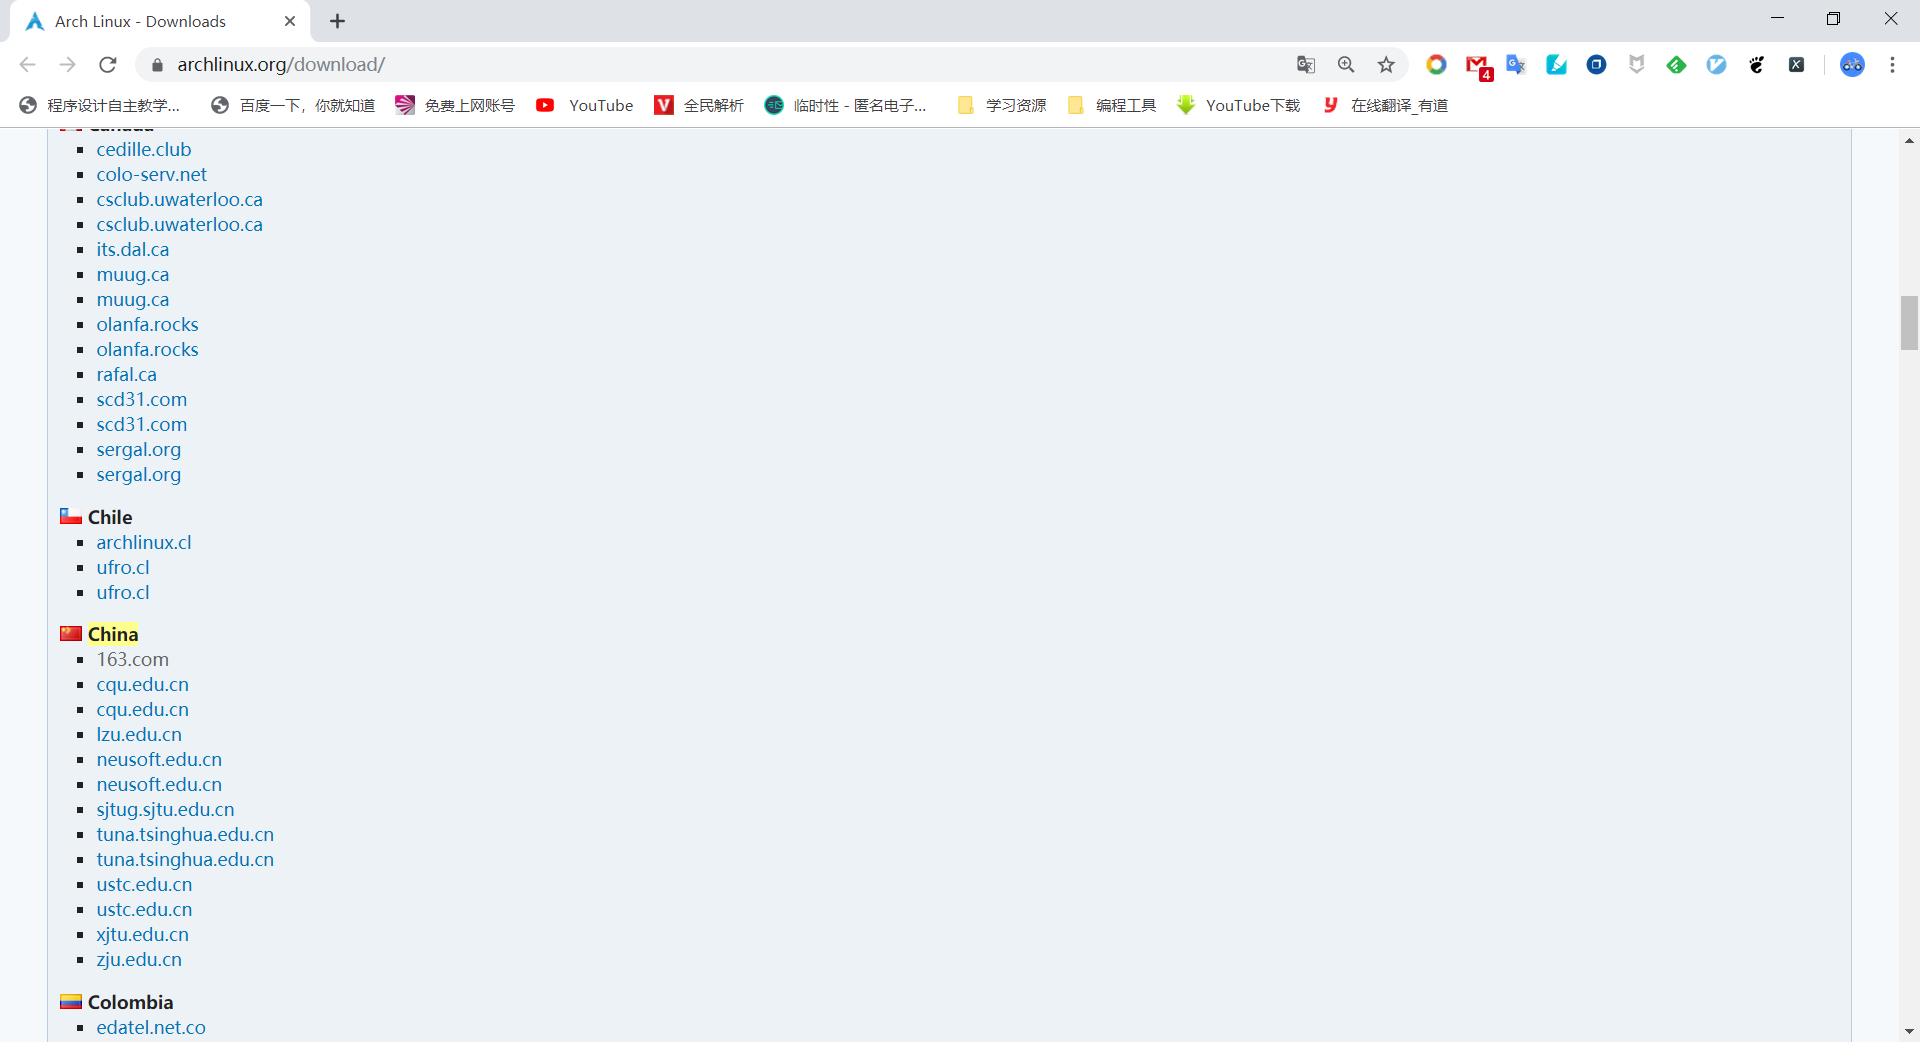 Arch Linux - Downloads
archlinux.org/download/
4
程序设计自主教学...
百度一下，你就知道
免费上网账号
YouTube
全民解析
临时性 - 匿名电子...
学习资源
编程工具
YouTube下载
在线翻译_有道
Canada
cedille.club
colo-serv.net
csclub.uwaterloo.ca
csclub.uwaterloo.ca
its.dal.ca
muug.ca
muug.ca
olanfa.rocks
olanfa.rocks
rafal.ca
scd31.com
scd31.com
sergal.org
sergal.org
Chile
archlinux.cl
ufro.cl
ufro.cl
China
163.com
cqu.edu.cn
cqu.edu.cn
lzu.edu.cn
neusoft.edu.cn
neusoft.edu.cn
sjtug.sjtu.edu.cn
tuna.tsinghua.edu.cn
tuna.tsinghua.edu.cn
ustc.edu.cn
ustc.edu.cn
xjtu.edu.cn
zju.edu.cn
Colombia
edatel.net.co